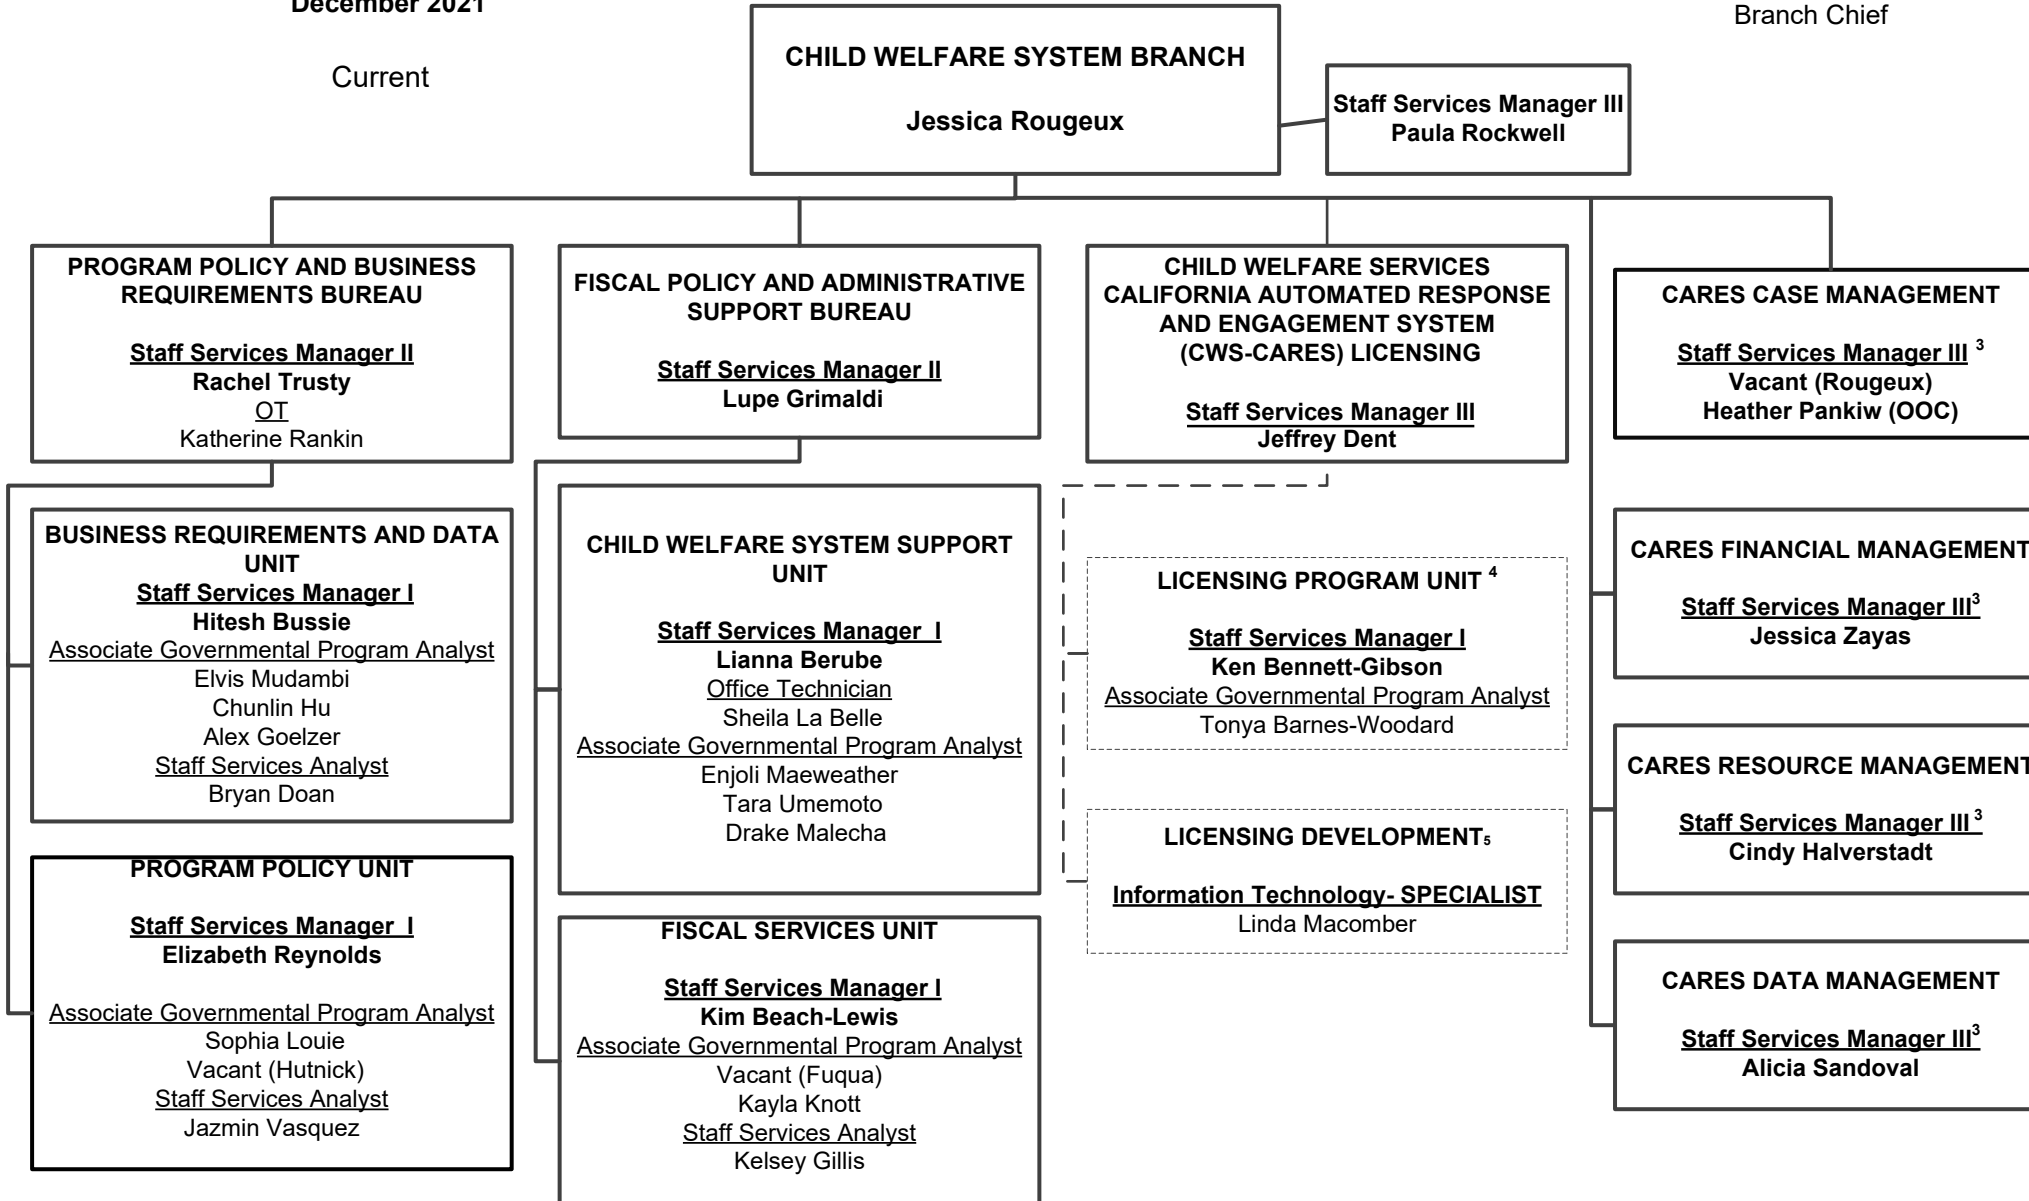 December 2021
Current
Branch Chief
CHILD WELFARE SYSTEM BRANCH
Jessica Rougeux
Staff Services Manager III
Paula Rockwell
PROGRAM POLICY AND BUSINESS
REQUIREMENTS BUREAU
Staff Services Manager II
Rachel Trusty
OT
Katherine Rankin
BUSINESS REQUIREMENTS AND DATA
UNIT
Staff Services Manager I
Hitesh Bussie
Associate Governmental Program Analyst
Elvis Mudambi
Chunlin Hu
Alex Goelzer
Staff Services Analyst
Bryan Doan
PROGRAM POLICY UNIT
Staff Services Manager I
Elizabeth Reynolds
Associate Governmental Program Analyst
Sophia Louie
Vacant (Hutnick)
Staff Services Analyst
Jazmin Vasquez
FISCAL POLICY AND ADMINISTRATIVE
SUPPORT BUREAU
Staff Services Manager II
Lupe Grimaldi
CHILD WELFARE SYSTEM SUPPORT
UNIT
Staff Services Manager I
Lianna Berube
Office Technician
Sheila La Belle
Associate Governmental Program Analyst
Enjoli Maeweather
Tara Umemoto
Drake Malecha
FISCAL SERVICES UNIT
Staff Services Manager I
Kim Beach-Lewis
Associate Governmental Program Analyst
Vacant (Fuqua)
Kayla Knott
Staff Services Analyst
Kelsey Gillis
CHILD WELFARE SERVICES
CALIFORNIA AUTOMATED RESPONSE
AND ENGAGEMENT SYSTEM
(CWS-CARES) LICENSING
Staff Services Manager III
Jeffrey Dent
LICENSING PROGRAM UNIT 4
Staff Services Manager I
Ken Bennett-Gibson
Associate Governmental Program Analyst
Tonya Barnes-Woodard
LICENSING DEVELOPMENT5
Information Technology- SPECIALIST
Linda Macomber
CARES CASE MANAGEMENT
Staff Services Manager III 3
Vacant (Rougeux)
Heather Pankiw (OOC)
CARES FINANCIAL MANAGEMENT
Staff Services Manager III3
Jessica Zayas
CARES RESOURCE MANAGEMENT
Staff Services Manager III 3
Cindy Halverstadt
CARES DATA MANAGEMENT
Staff Services Manager III3
Alicia Sandoval